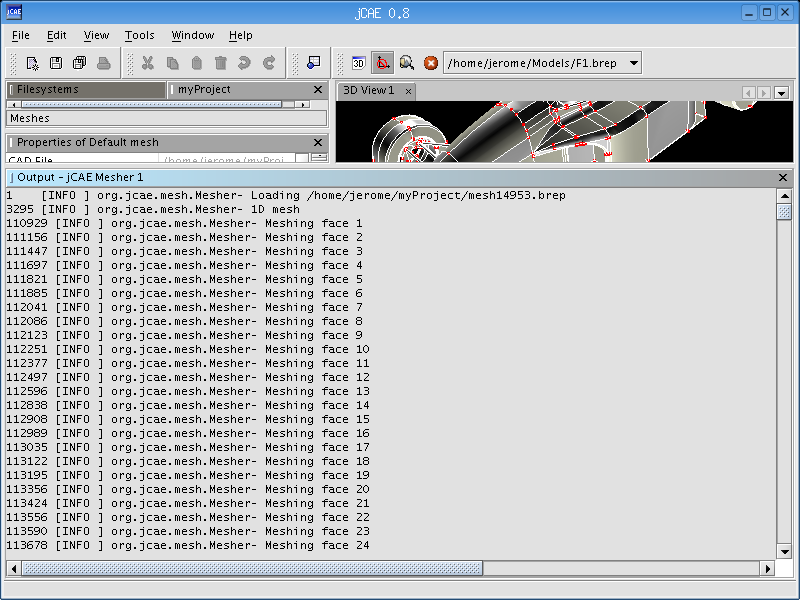 jCAE
jCAE 0.8
File Edit View Tools Window Help
3D /home/jerome/Models/F1.brep
Filesystems myProject
3D View 1
Meshes
Properties of Default mesh
CAD File /home/jerome/myProj
Output - jCAE Mesher 1
1 [INFO ] org.jcae.mesh.Mesher- Loading /home/jerome/myProject/mesh14953.brep
3295 [INFO ] org.jcae.mesh.Mesher- 1D mesh
110929 [INFO ] org.jcae.mesh.Mesher- Meshing face 1
111156 [INFO ] org.jcae.mesh.Mesher- Meshing face 2
111447 [INFO ] org.jcae.mesh.Mesher- Meshing face 3
111697 [INFO ] org.jcae.mesh.Mesher- Meshing face 4
111821 [INFO ] org.jcae.mesh.Mesher- Meshing face 5
111885 [INFO ] org.jcae.mesh.Mesher- Meshing face 6
112041 [INFO ] org.jcae.mesh.Mesher- Meshing face 7
112086 [INFO ] org.jcae.mesh.Mesher- Meshing face 8
112123 [INFO ] org.jcae.mesh.Mesher- Meshing face 9
112251 [INFO ] org.jcae.mesh.Mesher- Meshing face 10
112377 [INFO ] org.jcae.mesh.Mesher- Meshing face 11
112497 [INFO ] org.jcae.mesh.Mesher- Meshing face 12
112596 [INFO ] org.jcae.mesh.Mesher- Meshing face 13
112838 [INFO ] org.jcae.mesh.Mesher- Meshing face 14
112908 [INFO ] org.jcae.mesh.Mesher- Meshing face 15
112989 [INFO ] org.jcae.mesh.Mesher- Meshing face 16
113035 [INFO ] org.jcae.mesh.Mesher- Meshing face 17
113122 [INFO ] org.jcae.mesh.Mesher- Meshing face 18
113195 [INFO ] org.jcae.mesh.Mesher- Meshing face 19
113356 [INFO ] org.jcae.mesh.Mesher- Meshing face 20
113424 [INFO ] org.jcae.mesh.Mesher- Meshing face 21
113556 [INFO ] org.jcae.mesh.Mesher- Meshing face 22
113590 [INFO ] org.jcae.mesh.Mesher- Meshing face 23
113678 [INFO ] org.jcae.mesh.Mesher- Meshing face 24